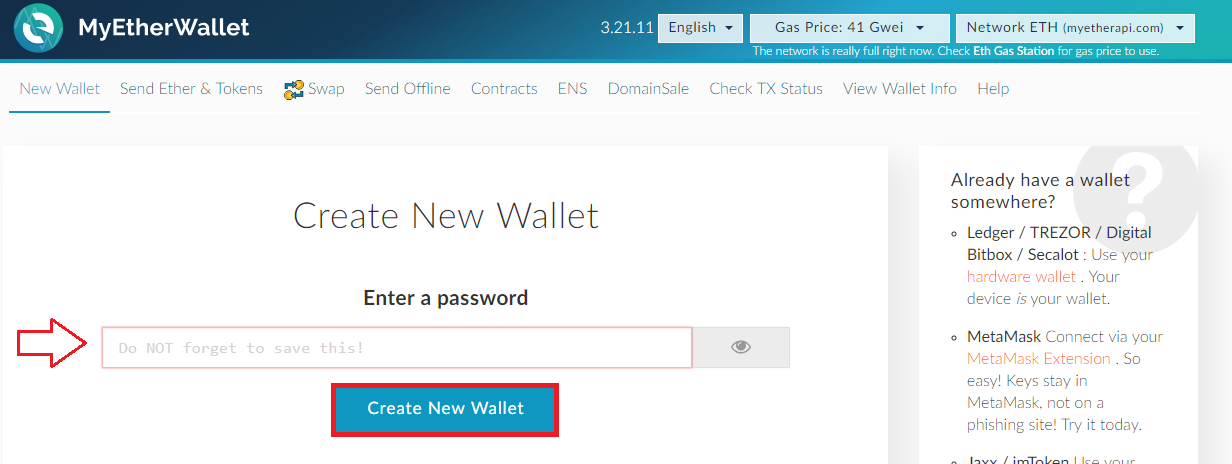 MyEtherWallet
3.21.11 English Gas Price: 41 Gwei Network ETH (myetherapi.com)
The network is really full right now. Check Eth Gas Station for gas price to use.
New Wallet Send Ether & Tokens Swap Send Offline Contracts ENS DomainSale Check TX Status View Wallet Info Help
Create New Wallet
Enter a password
Do NOT forget to save this!
Create New Wallet
?
Already have a wallet
somewhere?
Ledger / TREZOR / Digital
Bitbox / Secalot : Use your
hardware wallet . Your
device is your wallet.
MetaMask Connect via your
MetaMask Extension . So
easy! Keys stay in
MetaMask, not on a
phishing site! Try it today.
Jaxx / imToken Use your